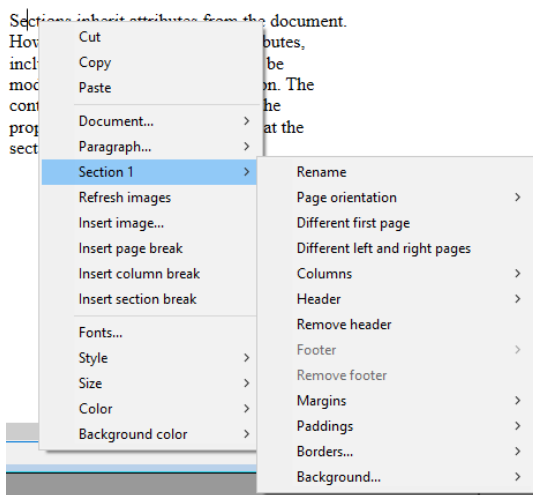 Sections inherit attributes from the document.
How butes,
incl be
mod n. The
cont he
prop at the
sect
Cut
Copy
Paste
Document...
Paragraph...
Section 1
Refresh images
Insert image...
Insert page break
Insert column break
Insert section break
Fonts...
Style
Size
Color
Background color
Rename
Page orientation
Different first page
Different left and right pages
Columns
Header
Remove header
Footer
Remove footer
Margins
Paddings
Borders...
Background...